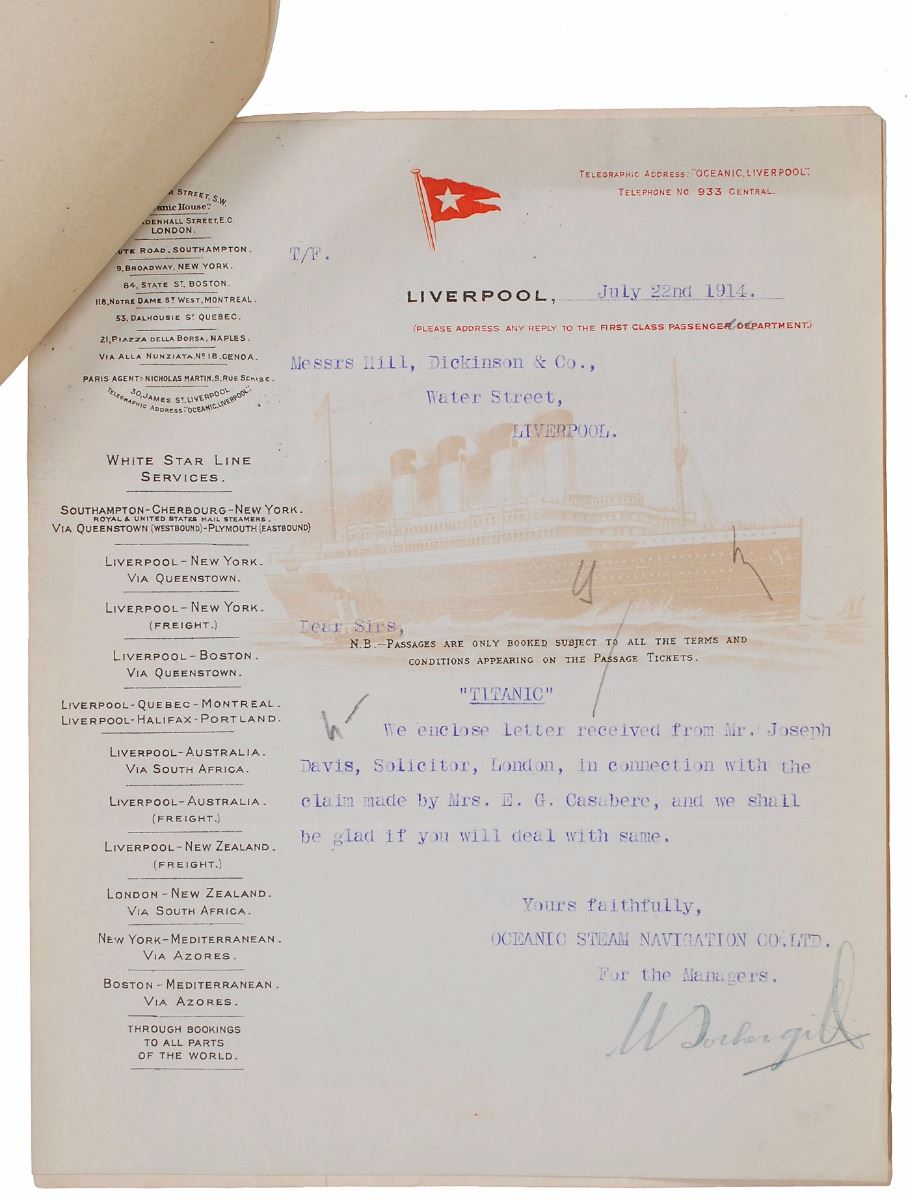 STREET, S.W.
STREET, E.C.
LONDON.
ROAD, SOUTHAMPTON.
9, BROADWAY, NEW YORK.
84, STATE ST, BOSTON.
118, NOTRE DAME ST WEST, MONTREAL.
53, DALHOUSIE ST QUEBEC.
21, PIAZZA DELLA BORSA, NAPLES.
VIA ALLA NUNZIATA, No 18, GENOA.
PARIS AGENT: NICHOLAS MARTIN, 9, RUE SCRIBE.
30, JAMES ST, LIVERPOOL.
TELEGRAPHIC ADDRESS: "OCEANIC, LIVERPOOL".
WHITE STAR LINE
SERVICES.
SOUTHAMPTON-CHERBOURG-NEW YORK.
ROYAL & UNITED STATES MAIL STEAMERS.
VIA QUEENSTOWN (WESTBOUND)-PLYMOUTH (EASTBOUND)
LIVERPOOL-NEW YORK.
VIA QUEENSTOWN.
LIVERPOOL-NEW YORK.
(FREIGHT.)
LIVERPOOL-BOSTON.
VIA QUEENSTOWN.
LIVERPOOL-QUEBEC-MONTREAL.
LIVERPOOL-HALIFAX-PORTLAND.
LIVERPOOL-AUSTRALIA.
VIA SOUTH AFRICA.
LIVERPOOL-AUSTRALIA.
(FREIGHT.)
LIVERPOOL-NEW ZEALAND.
(FREIGHT.)
LONDON-NEW ZEALAND.
VIA SOUTH AFRICA.
NEW YORK-MEDITERRANEAN.
VIA AZORES.
BOSTON-MEDITERRANEAN.
VIA AZORES.
THROUGH BOOKINGS
TO ALL PARTS
OF THE WORLD.
TELEGRAPHIC ADDRESS: "OCEANIC, LIVERPOOL".
TELEPHONE NO. 933 CENTRAL.
T/F.
LIVERPOOL, July 22nd 1914.
(PLEASE ADDRESS ANY REPLY TO THE FIRST CLASS PASSENGER DEPARTMENT.)
Messrs Hill, Dickinson & Co.,
Water Street,
LIVERPOOL.
Dear Sirs,
N.B.-PASSAGES ARE ONLY BOOKED SUBJECT TO ALL THE TERMS AND
CONDITIONS APPEARING ON THE PASSAGE TICKETS.
"TITANIC"
We enclose letter received from Mr. Joseph
Davis, Solicitor, London, in connection with the
claim made by Mrs. E. G. Casabere, and we shall
be glad if you will deal with same.
Yours faithfully,
OCEANIC STEAM NAVIGATION CO.LTD.
For the Managers.